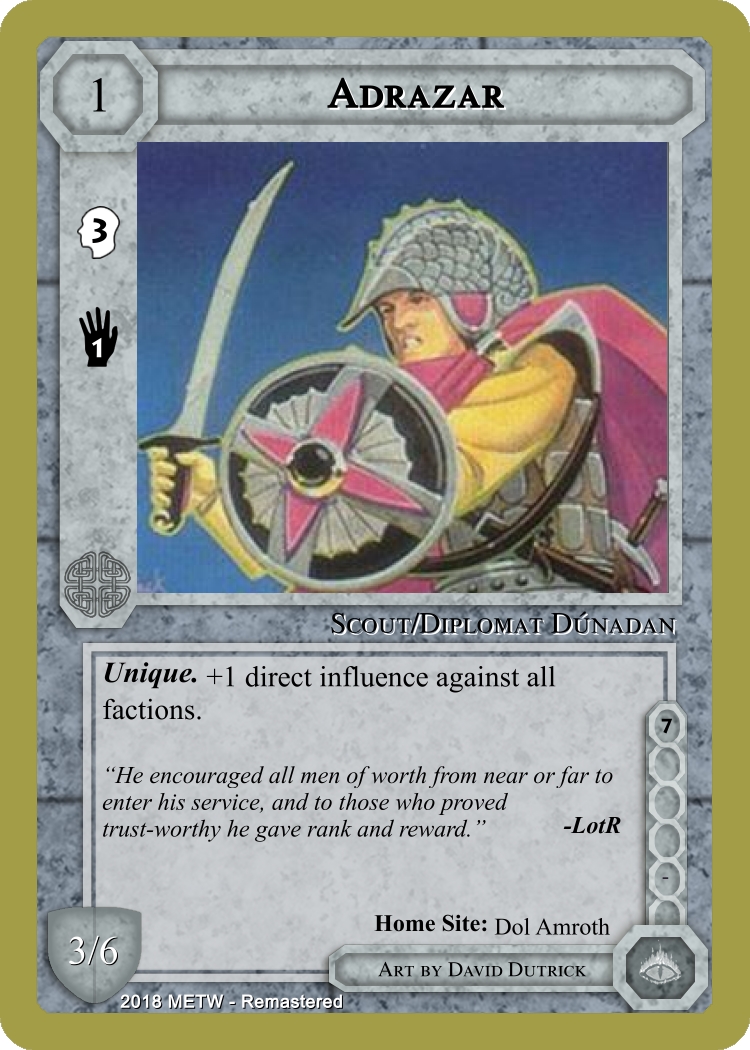 1
ADRAZAR
3
1
SCOUT/DIPLOMAT DÚNADAN
Unique. +1 direct influence against all
factions.
7
“He encouraged all men of worth from near or far to
enter his service, and to those who proved
trust-worthy he gave rank and reward.” -LotR
-
Home Site: Dol Amroth
3/6
ART BY DAVID DUTRICK
2018 METW - Remastered